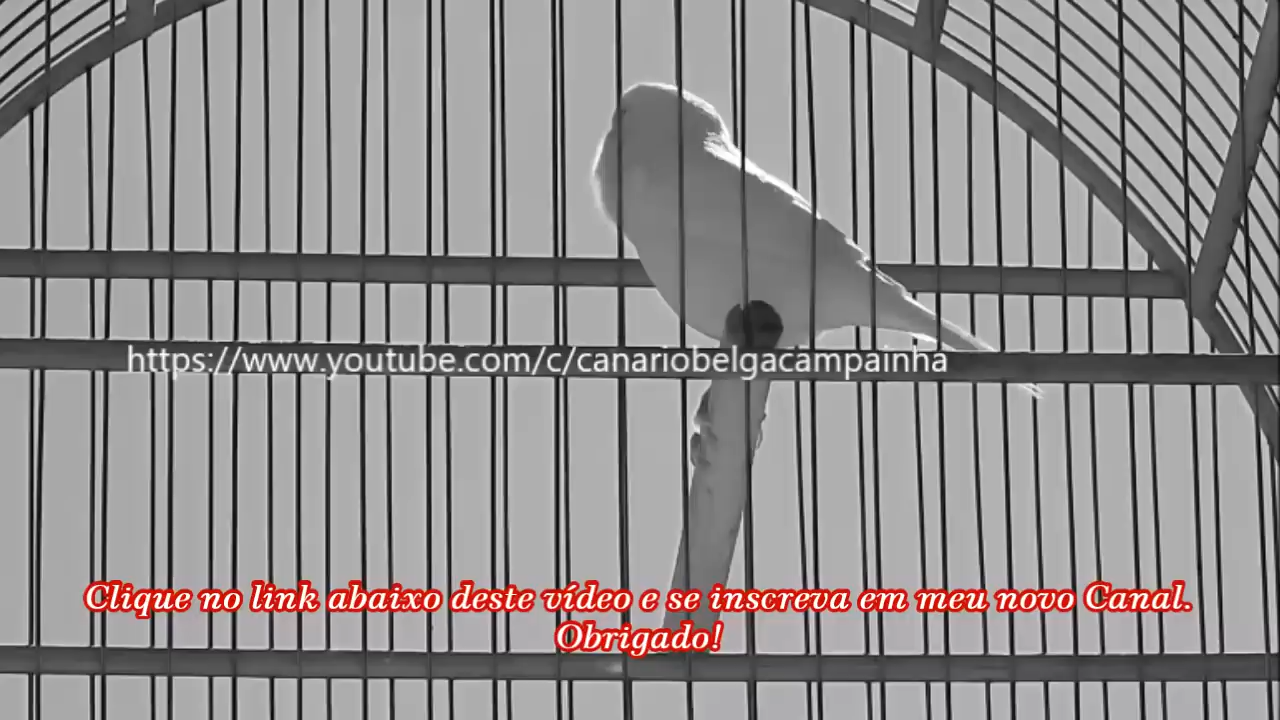 https://www.youtube.com/c/canariobelgacampainha
Clique no link abaixo deste vídeo e se inscreva em meu novo Canal.
Obrigado!